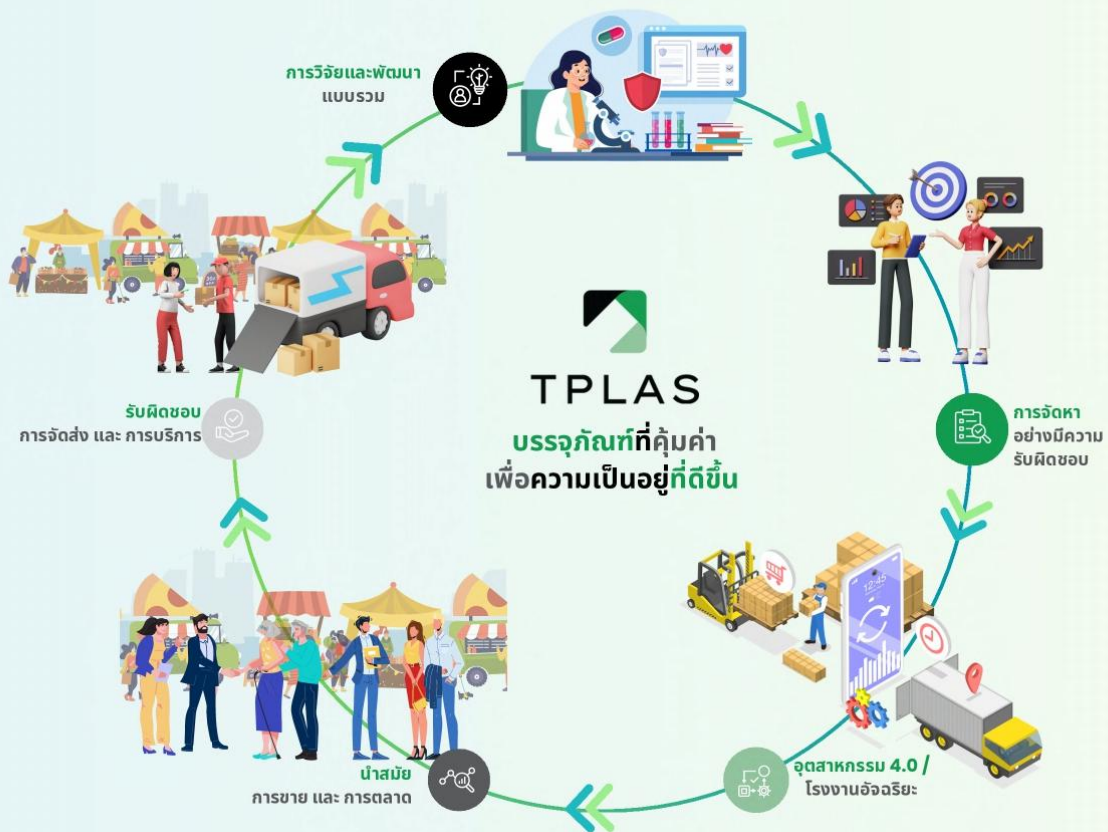 การวิจัยและพัฒนา
แบบรวม
TPLAS
บรรจุภัณฑ์ที่คุ้มค่า
เพื่อความเป็นอยู่ที่ดีขึ้น
การจัดหา
อย่างมีความ
รับผิดชอบ
อุตสาหกรรม 4.0 /
โรงงานอัจฉริยะ
12:45
นำสมัย
การขาย และ การตลาด
รับผิดชอบ
การจัดส่ง และ การบริการ